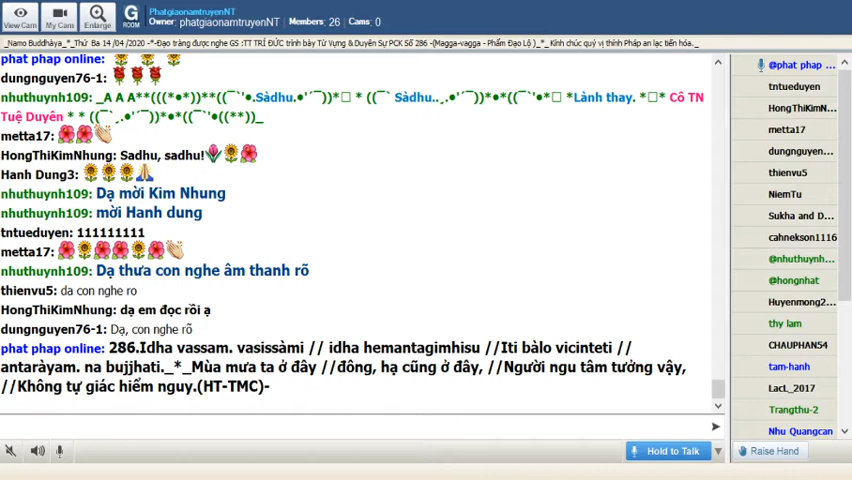 View Cam
My Cam
Enlarge
G
ROOM
PhatgiaonamtruyenNT
Owner: phatgiaonamtruyenNT Members: 26 Cams: 0
_Namo Buddhàya_*_Thứ Ba 14 /04 /2020 -*-Đạo tràng được nghe GS :TT TRÍ ĐỨC trình bày Từ Vựng & Duyên Sự PCK Số 286 -(Magga-vagga - Phẩm Đạo Lộ )_*_ Kính chúc quý vị thính Pháp an lạc tiến hóa._
phat phap online:
dungnguyen76-1:
nhuthuynh109: _A A A**(((*•*))**((¯`'•.Sàdhu.•'´¯))*•*□ * ((¯` Sàdhu..¸.•'´¯))*•*((¯`'•*□ *Lành thay. *□* Cô TN
Tuệ Duyên * * ((¯`¸.•'´¯))*•*((¯`'•((**))_
metta17:
HongThiKimNhung: Sadhu, sadhu!
Hanh Dung3:
nhuthuynh109: Dạ mời Kim Nhung
nhuthuynh109: mời Hanh dung
tntueduyen: 111111111
metta17:
nhuthuynh109: Dạ thưa con nghe âm thanh rõ
thienvu5: da con nghe ro
HongThiKimNhung: dạ em đọc rồi ạ
dungnguyen76-1: Dạ, con nghe rõ
phat phap online: 286.Idha vassam. vasissàmi // idha hemantagimhisu //Iti bàlo vicinteti //
antaràyam. na bujjhati._*_Mùa mưa ta ở đây //đông, hạ cũng ở đây, //Người ngu tâm tưởng vậy,
//Không tự giác hiểm nguy.(HT-TMC)-
@phat phap ...
tntueduyen
HongThiKimN...
metta17
dungnguyen...
thienvu5
NiemTu
Sukha and D...
cahnekson1116
@nhuthuynh...
@hongnhat
Huyenmong2...
thy lam
CHAUPHAN54
tam-hanh
LacL_2017
Trangthu-2
Nhu Quangcan
Hold to Talk
Raise Hand